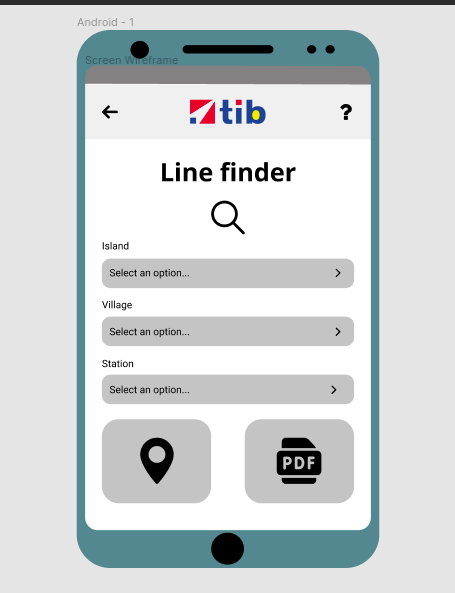 Android - 1
Screen Wireframe
tib
?
Line finder
Island
Select an option...
Village
Select an option...
Station
Select an option...
PDF